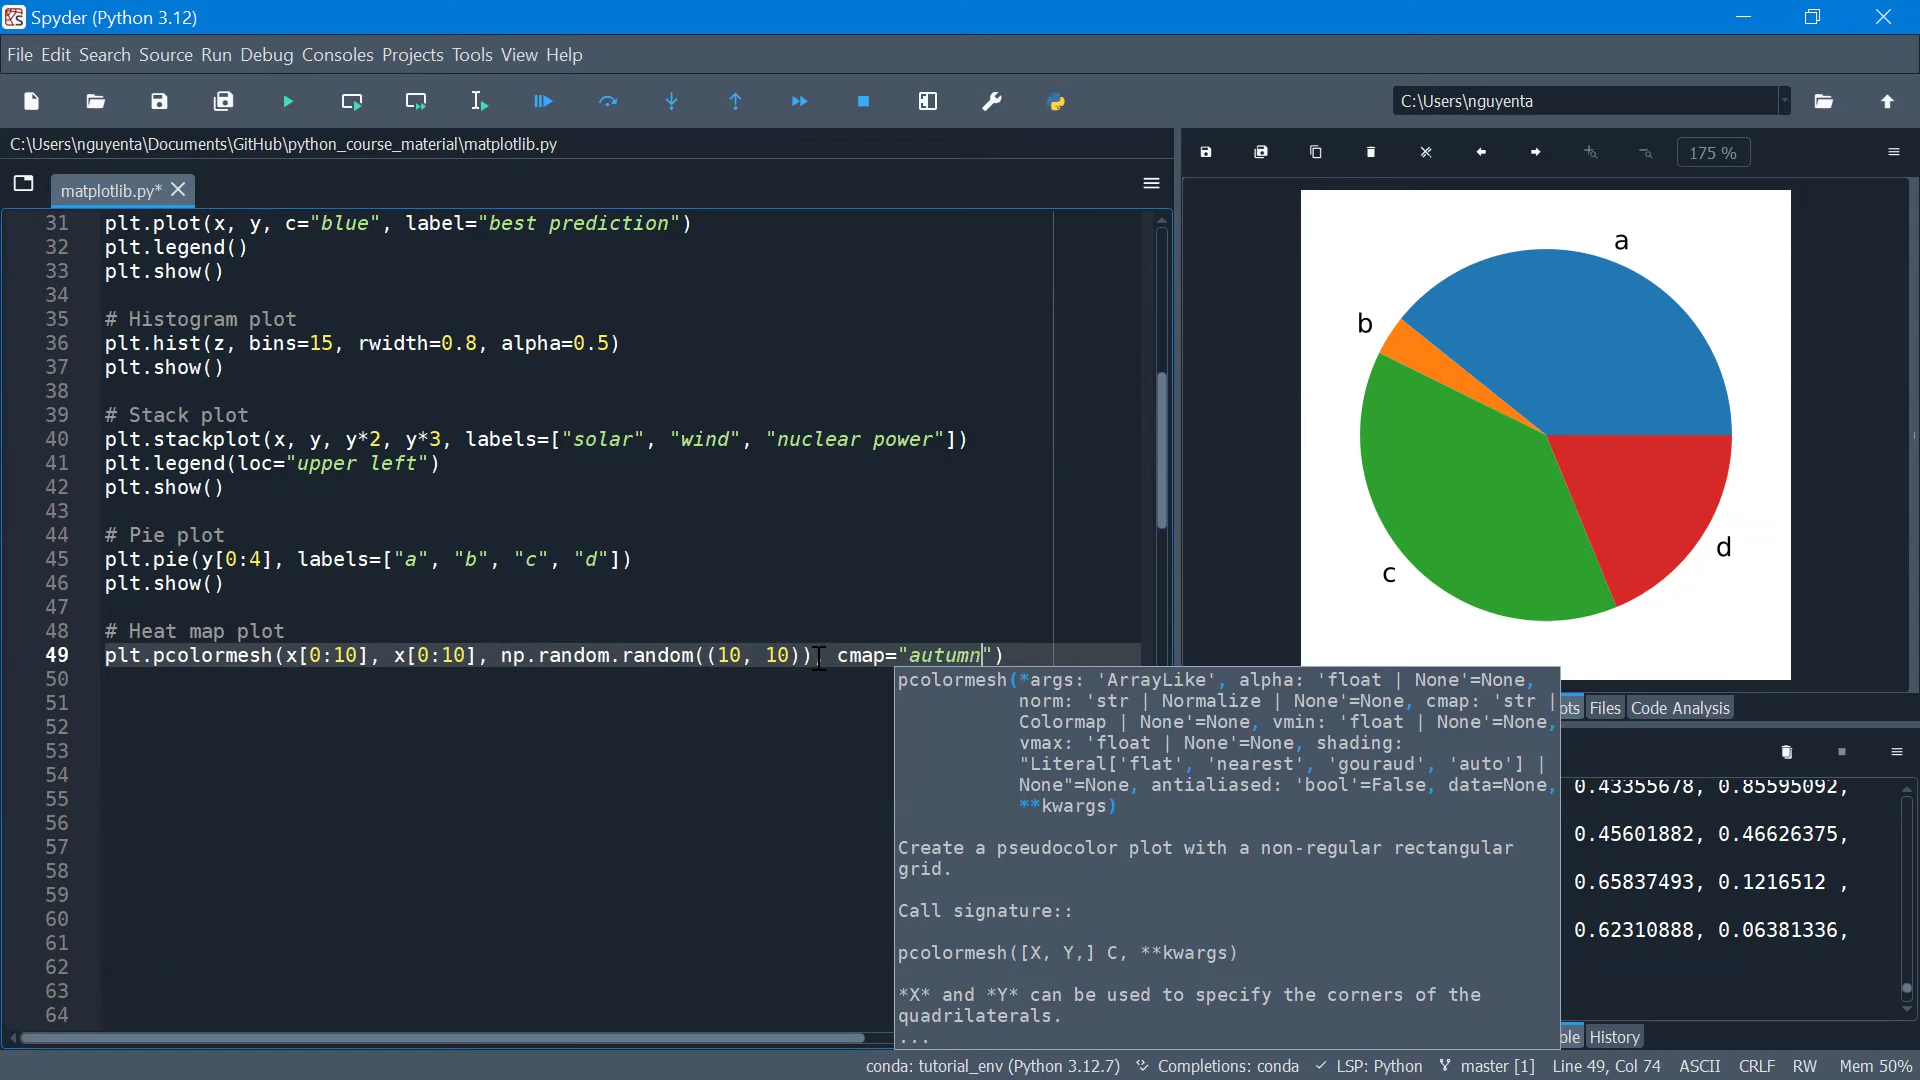 Spyder (Python 3.12)
File Edit Search Source Run Debug Consoles Projects Tools View Help
C:\Users\nguyenta
C:\Users\nguyenta\Documents\GitHub\python_course_material\matplotlib.py
175 %
matplotlib.py*
31 plt.plot(x, y, c="blue", label="best prediction")
32 plt.legend()
33 plt.show()
34
35 # Histogram plot
36 plt.hist(z, bins=15, rwidth=0.8, alpha=0.5)
37 plt.show()
38
39 # Stack plot
40 plt.stackplot(x, y, y*2, y*3, labels=["solar", "wind", "nuclear power"])
41 plt.legend(loc="upper left")
42 plt.show()
43
44 # Pie plot
45 plt.pie(y[0:4], labels=["a", "b", "c", "d"])
46 plt.show()
47
48 # Heat map plot
49 plt.pcolormesh(x[0:10], x[0:10], np.random.random((10, 10)), cmap="autumn")
50
51
52
53
54
55
56
57
58
59
60
61
62
63
64
pcolormesh(*args: 'ArrayLike', alpha: 'float | None'=None,
norm: 'str | Normalize | None'=None, cmap: 'str |
Colormap | None'=None, vmin: 'float | None'=None,
vmax: 'float | None'=None, shading:
"Literal['flat', 'nearest', 'gouraud', 'auto'] |
None"=None, antialiased: 'bool'=False, data=None,
**kwargs)
Create a pseudocolor plot with a non-regular rectangular
grid.
Call signature::
pcolormesh([X, Y,] C, **kwargs)
*X* and *Y* can be used to specify the corners of the
quadrilaterals.
...
a
b
c
d
ots Files Code Analysis
0.43355678, 0.85595092,
0.45601882, 0.46626375,
0.65837493, 0.1216512 ,
0.62310888, 0.06381336,
ole History
conda: tutorial_env (Python 3.12.7) Completions: conda LSP: Python master [1] Line 49, Col 74 ASCII CRLF RW Mem 50%